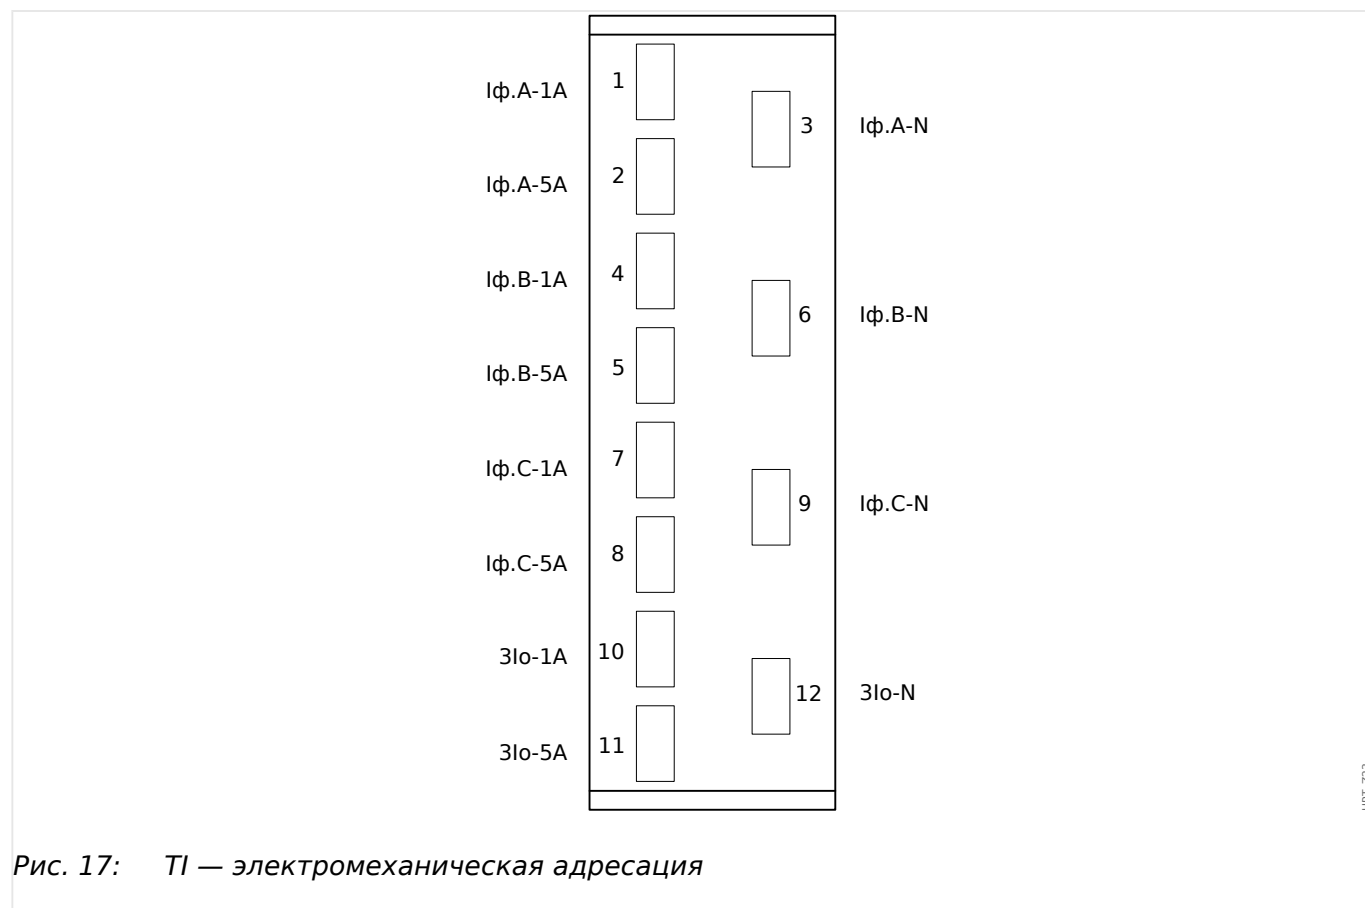 Iф.A-1A 1
3 Iф.A-N
Iф.A-5A 2
Iф.B-1A 4
6 Iф.B-N
Iф.B-5A 5
Iф.C-1A 7
9 Iф.C-N
Iф.C-5A 8
3Io-1A 10
12 3Io-N
3Io-5A 11
Рис. 17: TI — электромеханическая адресация